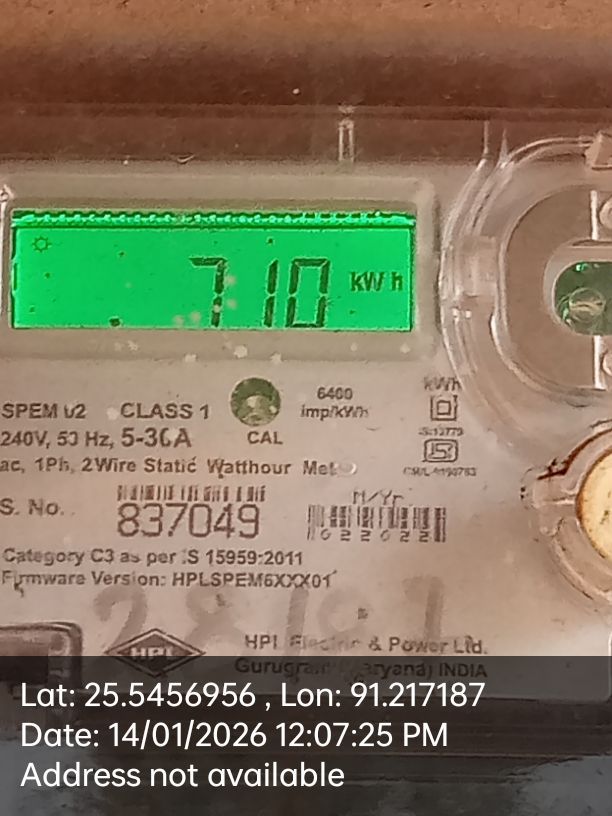 710 kWh
6400
imp/kWh
kWh
SPEM 02 CLASS 1
CAL
240V, 50 Hz, 5-30A
ac, 1Ph, 2Wire Static Watthour
M/Yr.
S. No. 837049
022022
Category C3 as per IS 15959:2011
Firmware Version: HPLSPEM6XXX01
HPL
HPL Electric & Power Ltd.
Gurugram (Haryana) INDIA
Lat: 25.5456956 , Lon: 91.217187
Date: 14/01/2026 12:07:25 PM
Address not available